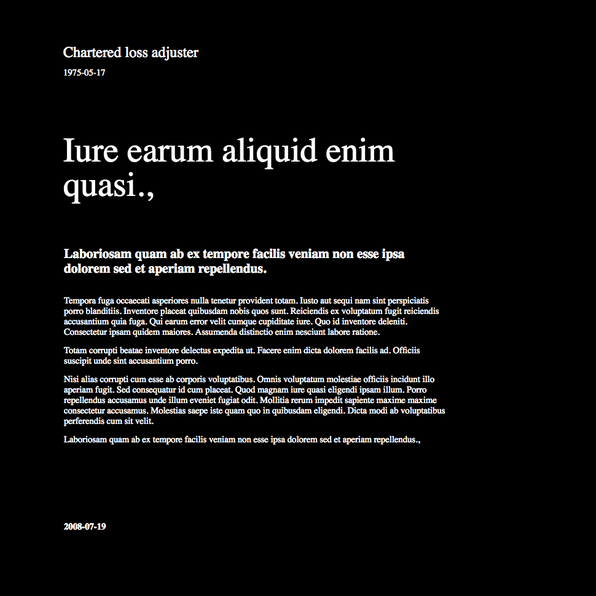 Chartered loss adjuster
1975-05-17
Iure earum aliquid enim
quasi.,
Laboriosam quam ab ex tempore facilis veniam non esse ipsa
dolorem sed et aperiam repellendus.
Tempora fuga occaecati asperiores nulla tenetur provident totam. Iusto aut sequi nam sint perspiciatis
porro blanditiis. Inventore placeat quibusdam nobis quos sunt. Reiciendis ex voluptatum fugit reiciendis
accusantium quia fuga. Qui earum error velit cumque cupiditate iure. Quo id inventore deleniti.
Consectetur ipsam quidem maiores. Assumenda distinctio enim nesciunt labore ratione.
Totam corrupti beatae inventore delectus expedita ut. Facere enim dicta dolorem facilis ad. Officiis
suscipit unde sint accusantium porro.
Nisi alias corrupti cum esse ab corporis voluptatibus. Omnis voluptatum molestiae officiis incidunt illo
aperiam fugit. Sed consequatur id cum placeat. Quod magnam iure quasi eligendi ipsam illum. Porro
repellendus accusamus unde illum eveniet fugiat odit. Mollitia rerum impedit sapiente maxime maxime
consectetur accusamus. Molestias saepe iste quam quo in quibusdam eligendi. Dicta modi ab voluptatibus
perferendis cum sit velit.
Laboriosam quam ab ex tempore facilis veniam non esse ipsa dolorem sed et aperiam repellendus.,
2008-07-19